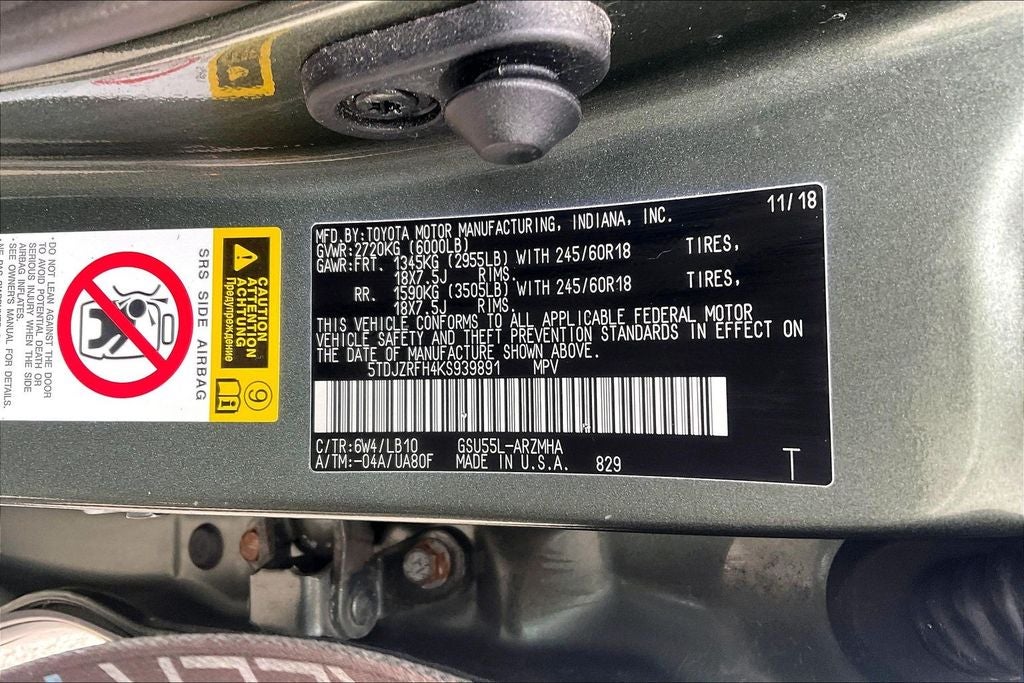 11/18
MFD.BY:TOYOTA MOTOR MANUFACTURING, INDIANA, INC.
GVWR:2720KG (6000LB)
GAWR:FRT. 1345KG (2955LB) WITH 245/60R18 TIRES,
18X7.5J RIMS.
RR. 1590KG (3505LB) WITH 245/60R18 TIRES,
18X7.5J RIMS.
THIS VEHICLE CONFORMS TO ALL APPLICABLE FEDERAL MOTOR
VEHICLE SAFETY AND THEFT PREVENTION STANDARDS IN EFFECT ON
THE DATE OF MANUFACTURE SHOWN ABOVE.
5TDJZRFH4KS939891 MPV
C/TR:6W4/LB10 GSU55L-ARZMHA
A/TM:-04A/UA80F MADE IN U.S.A. 829
T
CAUTION
ATTENTION
ACHTUNG
Предупреждение
9
SRS SIDE AIRBAG
·DO NOT LEAN AGAINST THE DOOR
TO AVOID POTENTIAL DEATH OR
SERIOUS INJURY WHEN THE SIDE
AIRBAG INFLATES.
·SEE OWNER'S MANUAL FOR DETAILS.